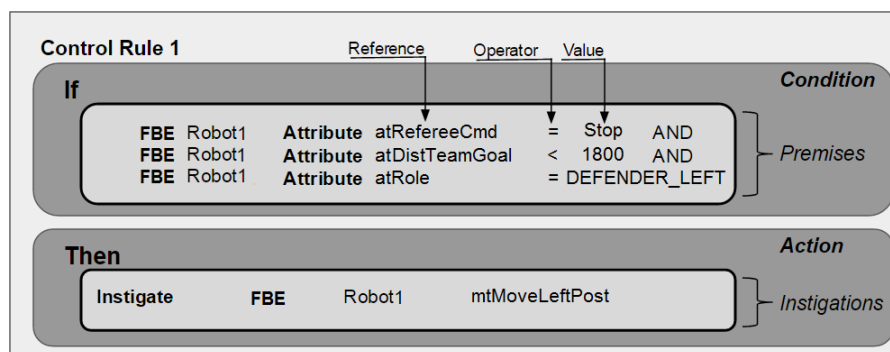 Control Rule 1
Reference Operator Value
Condition
If
FBE Robot1 Attribute atRefereeCmd = Stop AND
FBE Robot1 Attribute atDistTeamGoal < 1800 AND
FBE Robot1 Attribute atRole = DEFENDER_LEFT
Premises
Action
Then
Instigate FBE Robot1 mtMoveLeftPost
Instigations